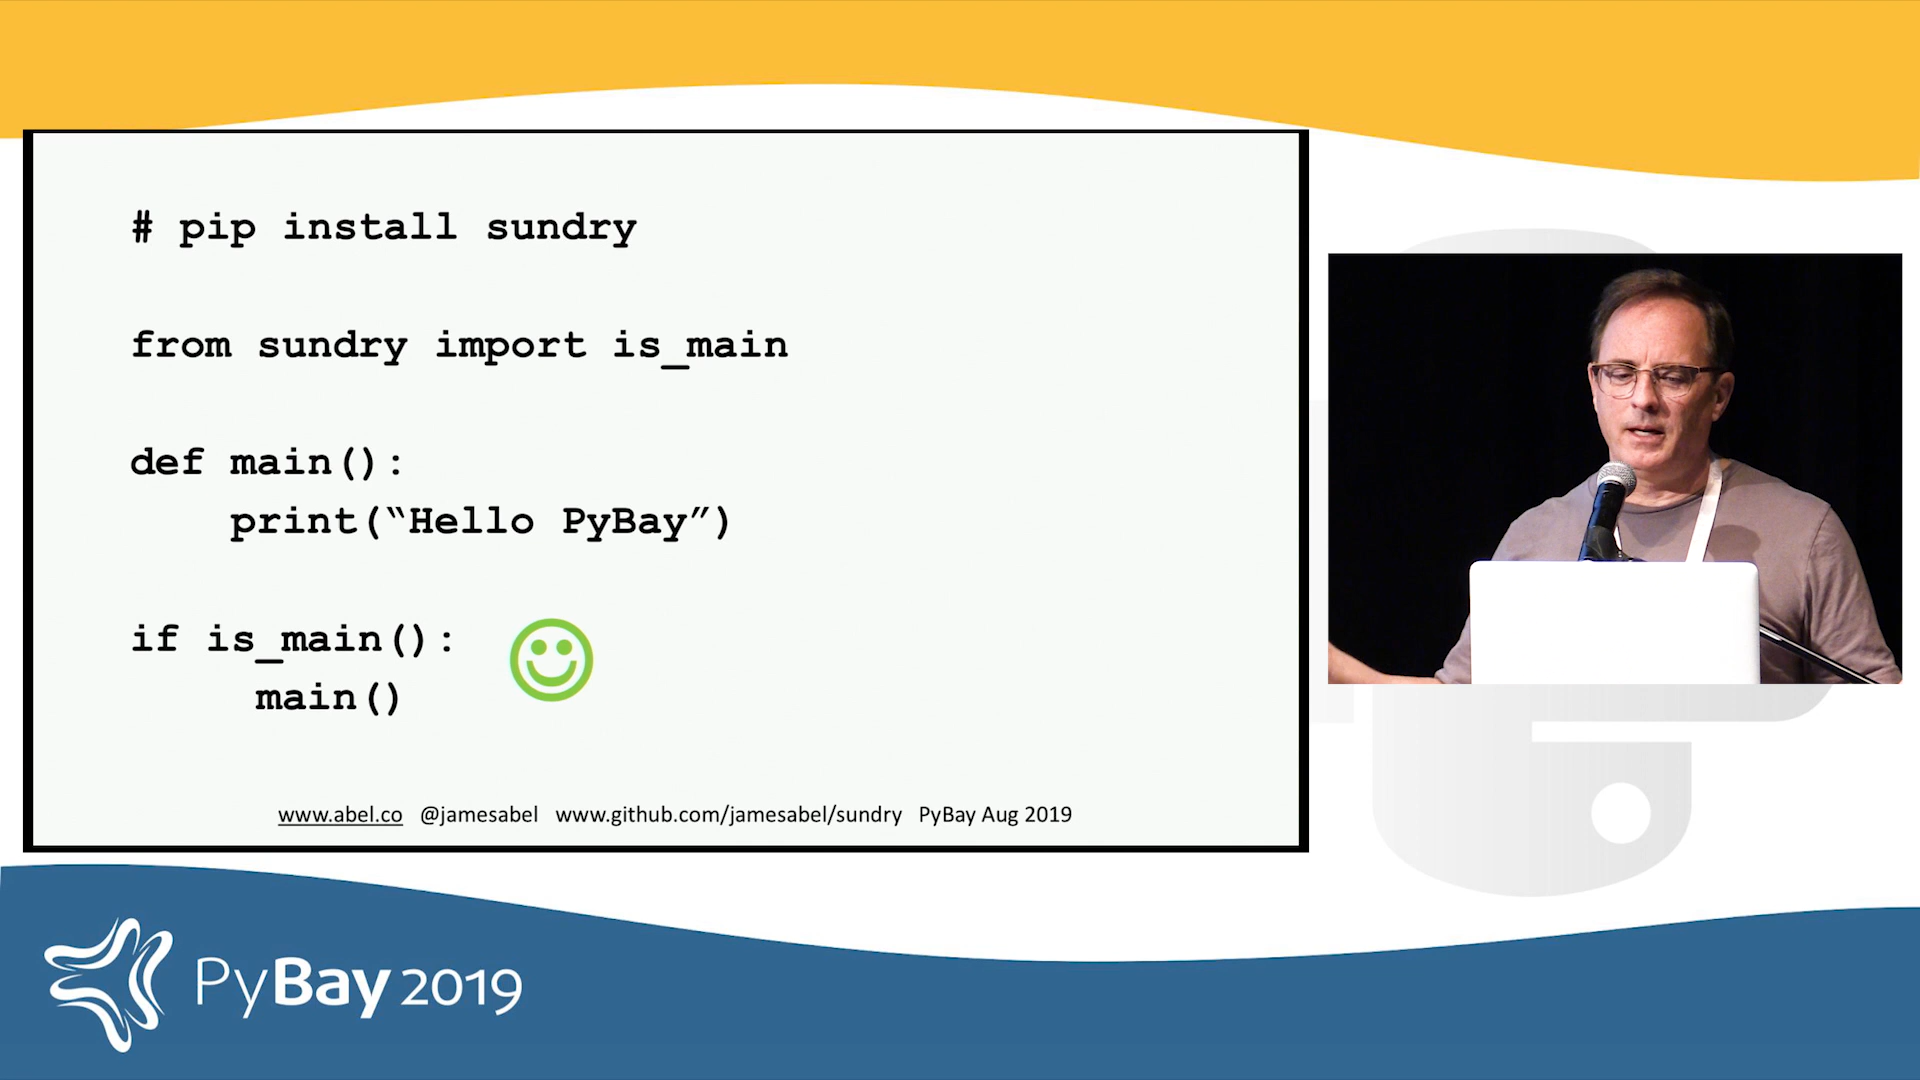 # pip install sundry
from sundry import is_main
def main():
    print(“Hello PyBay”)
if is_main():
     main()
www.abel.co @jamesabel www.github.com/jamesabel/sundry PyBay Aug 2019
PyBay 2019